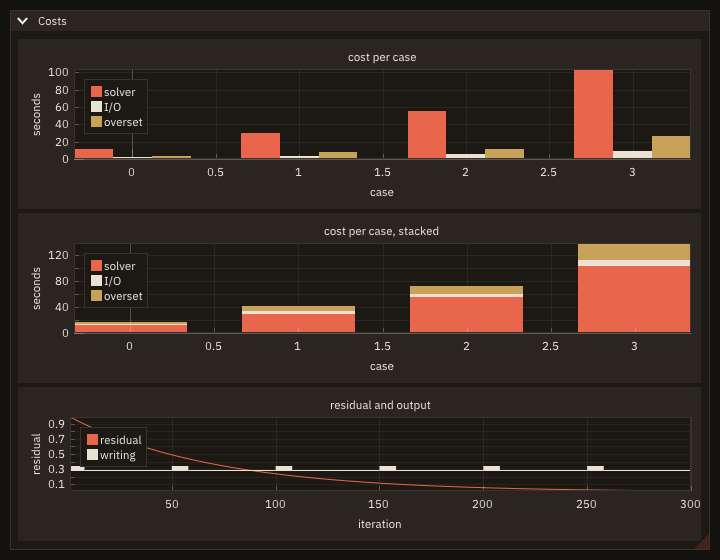 Costs
cost per case
seconds
100
80
60
40
20
0
solver
I/O
overset
0 0.5 1 1.5 2 2.5 3
case
cost per case, stacked
seconds
120
80
40
0
solver
I/O
overset
0 0.5 1 1.5 2 2.5 3
case
residual and output
residual
0.9
0.7
0.5
0.3
0.1
residual
writing
50 100 150 200 250 300
iteration